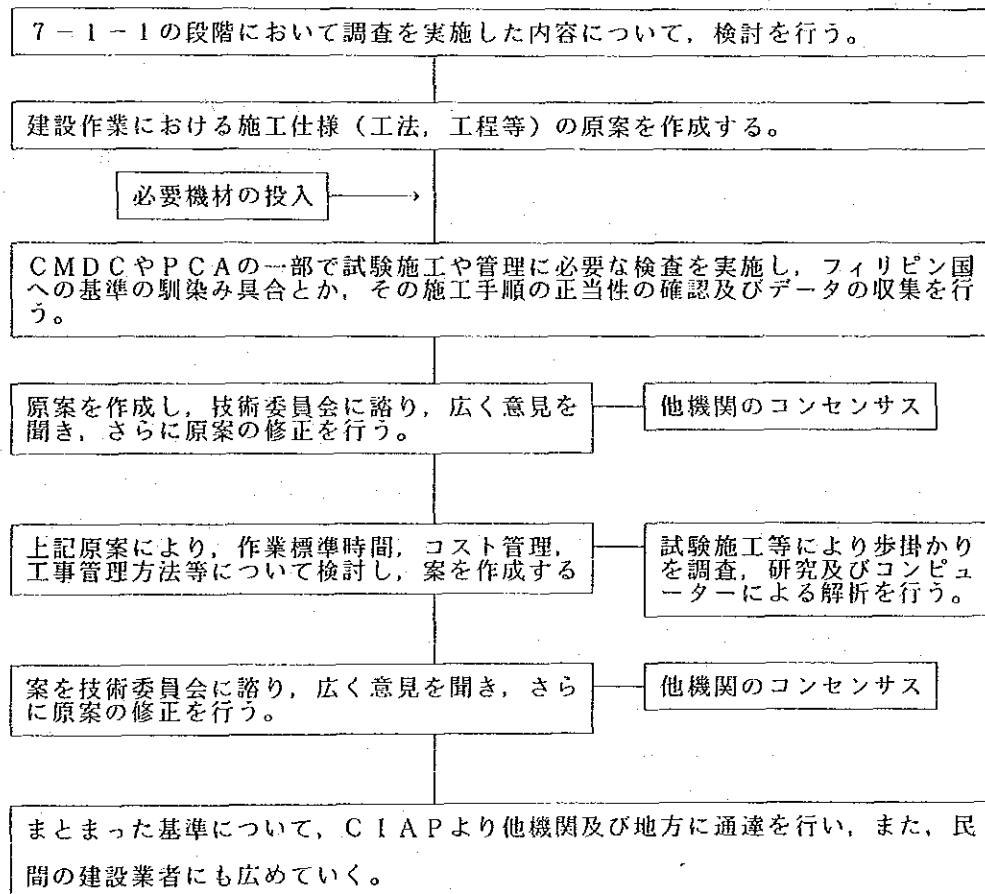 7－1－1の段階において調査を実施した内容について，検討を行う。
建設作業における施工仕様（工法，工程等）の原案を作成する。
必要機材の投入
CMDCやPCAの一部で試験施工や管理に必要な検査を実施し，フィリピン国
への基準の馴染み具合とか，その施工手順の正当性の確認及びデータの収集を行
う。
原案を作成し，技術委員会に諮り，広く意見を
聞き，さらに原案の修正を行う。
他機関のコンセンサス
上記原案により，作業標準時間，コスト管理，
工事管理方法等について検討し，案を作成する
試験施工等により歩掛かり
を調査，研究及びコンピュ
ーターによる解析を行う。
案を技術委員会に諮り，広く意見を聞き，さら
に原案の修正を行う。
他機関のコンセンサス
まとまった基準について，CIAPより他機関及び地方に通達を行い，また，民
間の建設業者にも広めていく。